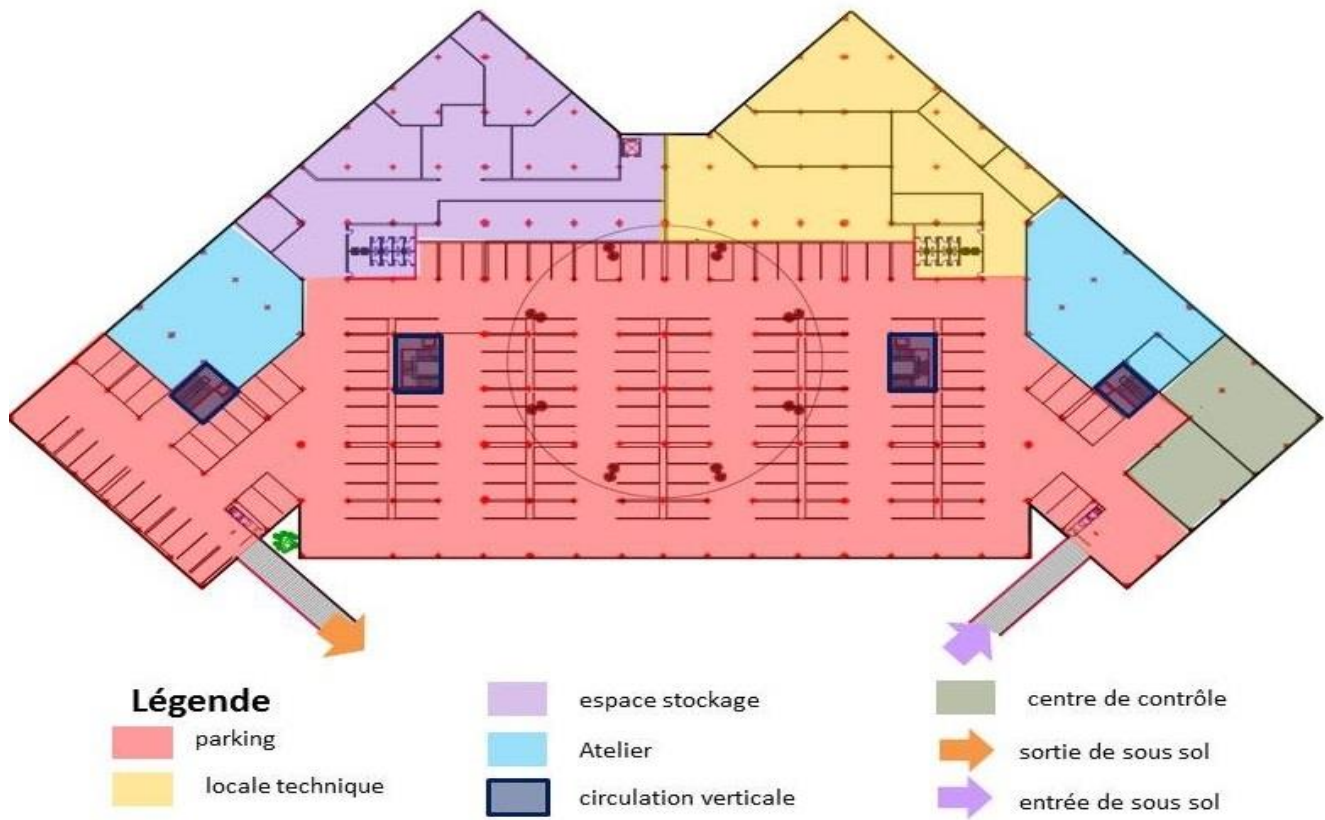 Légende
parking
locale technique
espace stockage
Atelier
circulation verticale
centre de contrôle
sortie de sous sol
entrée de sous sol